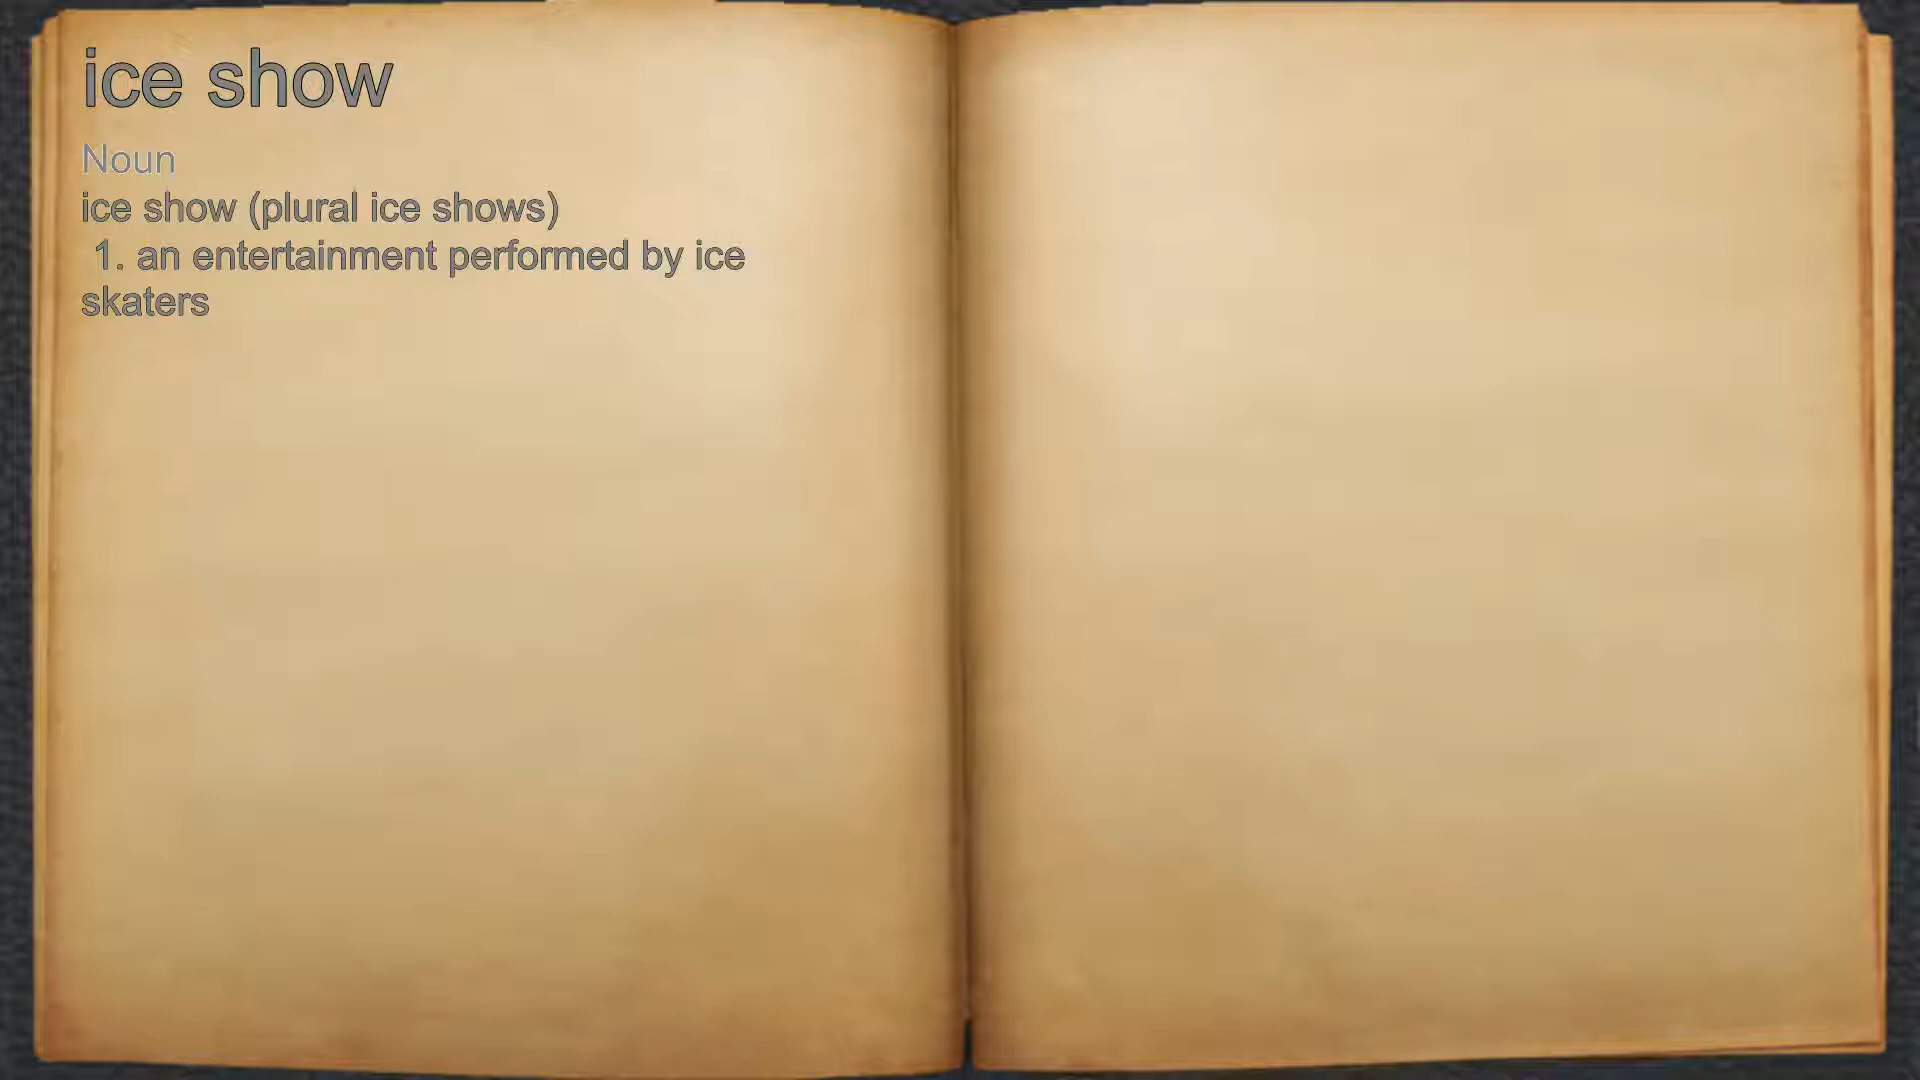 ice show
Noun
ice show (plural ice shows)
1. an entertainment performed by ice
skaters